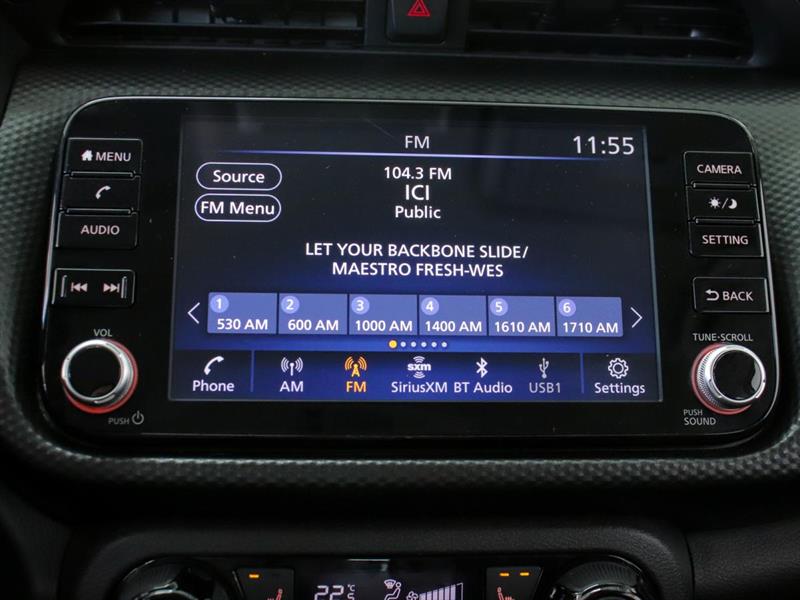 FM
11:55
MENU
AUDIO
Source
FM Menu
104.3 FM
ICI
Public
LET YOUR BACKBONE SLIDE/
MAESTRO FRESH-WES
1 2 3 4 5 6
530 AM 600 AM 1000 AM 1400 AM 1610 AM 1710 AM
Phone AM FM sxm SiriusXM BT Audio USB1 Settings
VOL
PUSH
CAMERA
SETTING
BACK
TUNE·SCROLL
PUSH
SOUND
22.5 °C